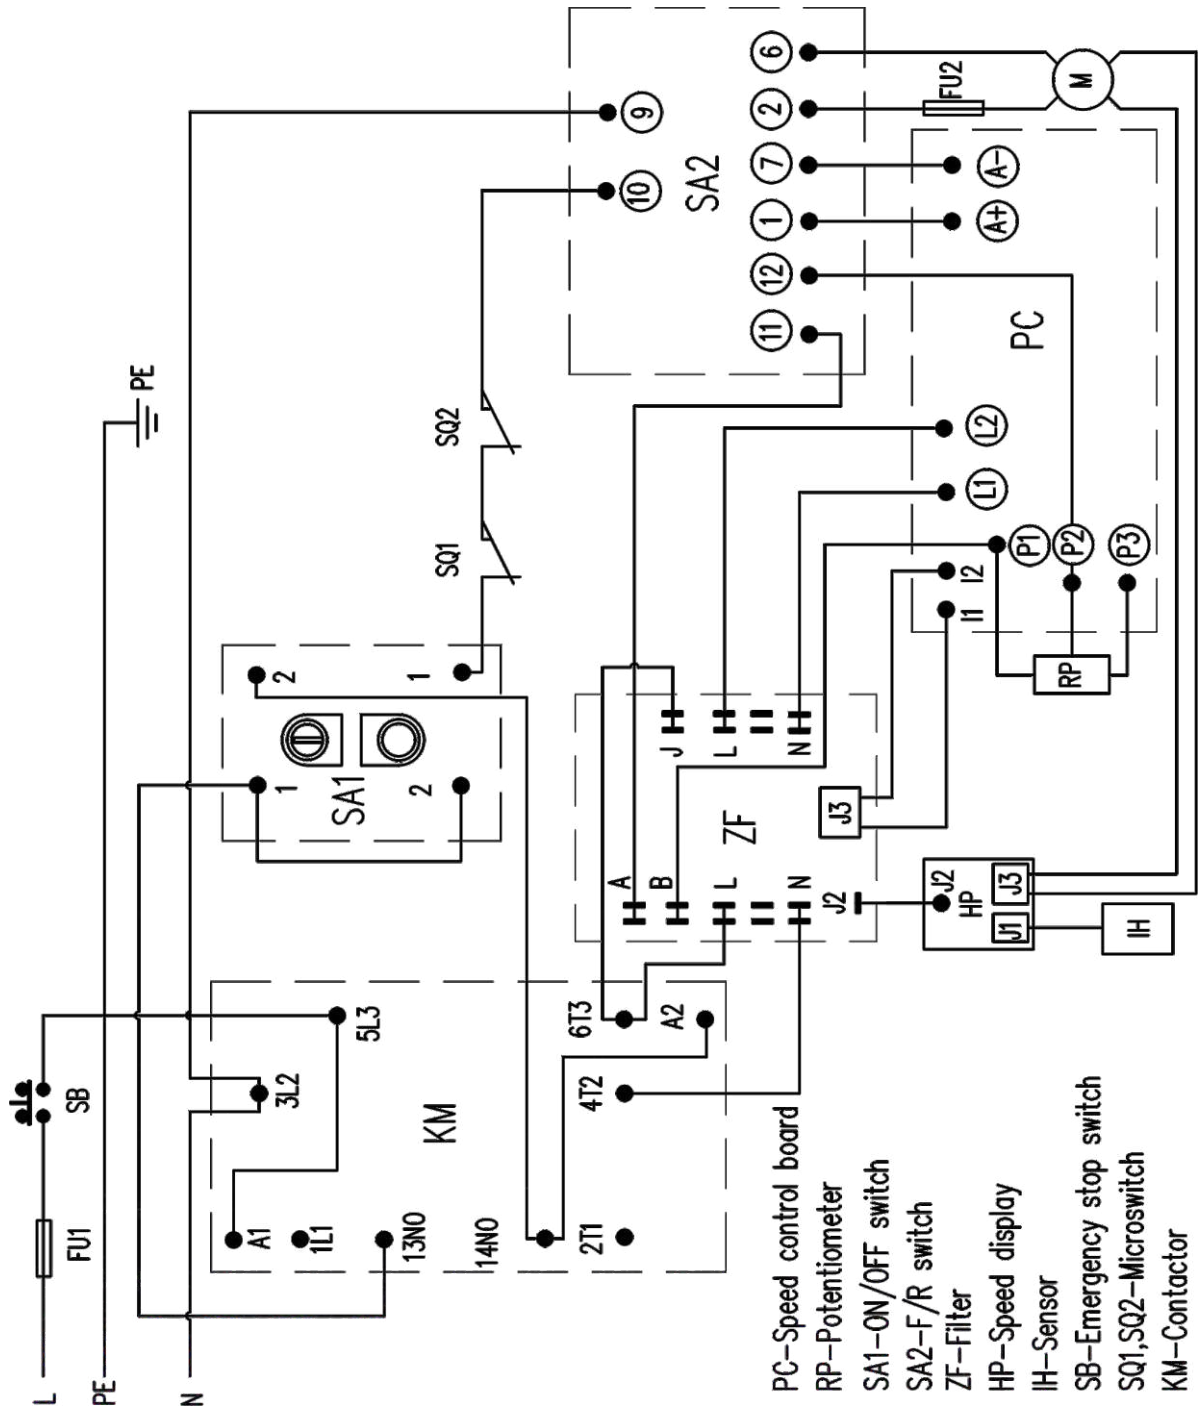 L
PE
N
FU1
SB
PE
A1
1L1
13NO
14NO
2T1
3L2
5L3
KM
4T2
6T3
A2
SA1
1
2
2
1
SQ1
SQ2
9
10
SA2
6
2
7
1
12
11
FU2
M
A-
A+
PC
L2
L1
P1
P2
P3
I2
I1
RP
ZF
A
B
L
N
J
L
N
J3
J2
J2
HP
J3
J1
IH
PC-Speed control board
RP-Potentiometer
SA1-ON/OFF switch
SA2-F/R switch
ZF-Filter
HP-Speed display
IH-Sensor
SB-Emergency stop switch
SQ1,SQ2-Microswitch
KM-Contactor